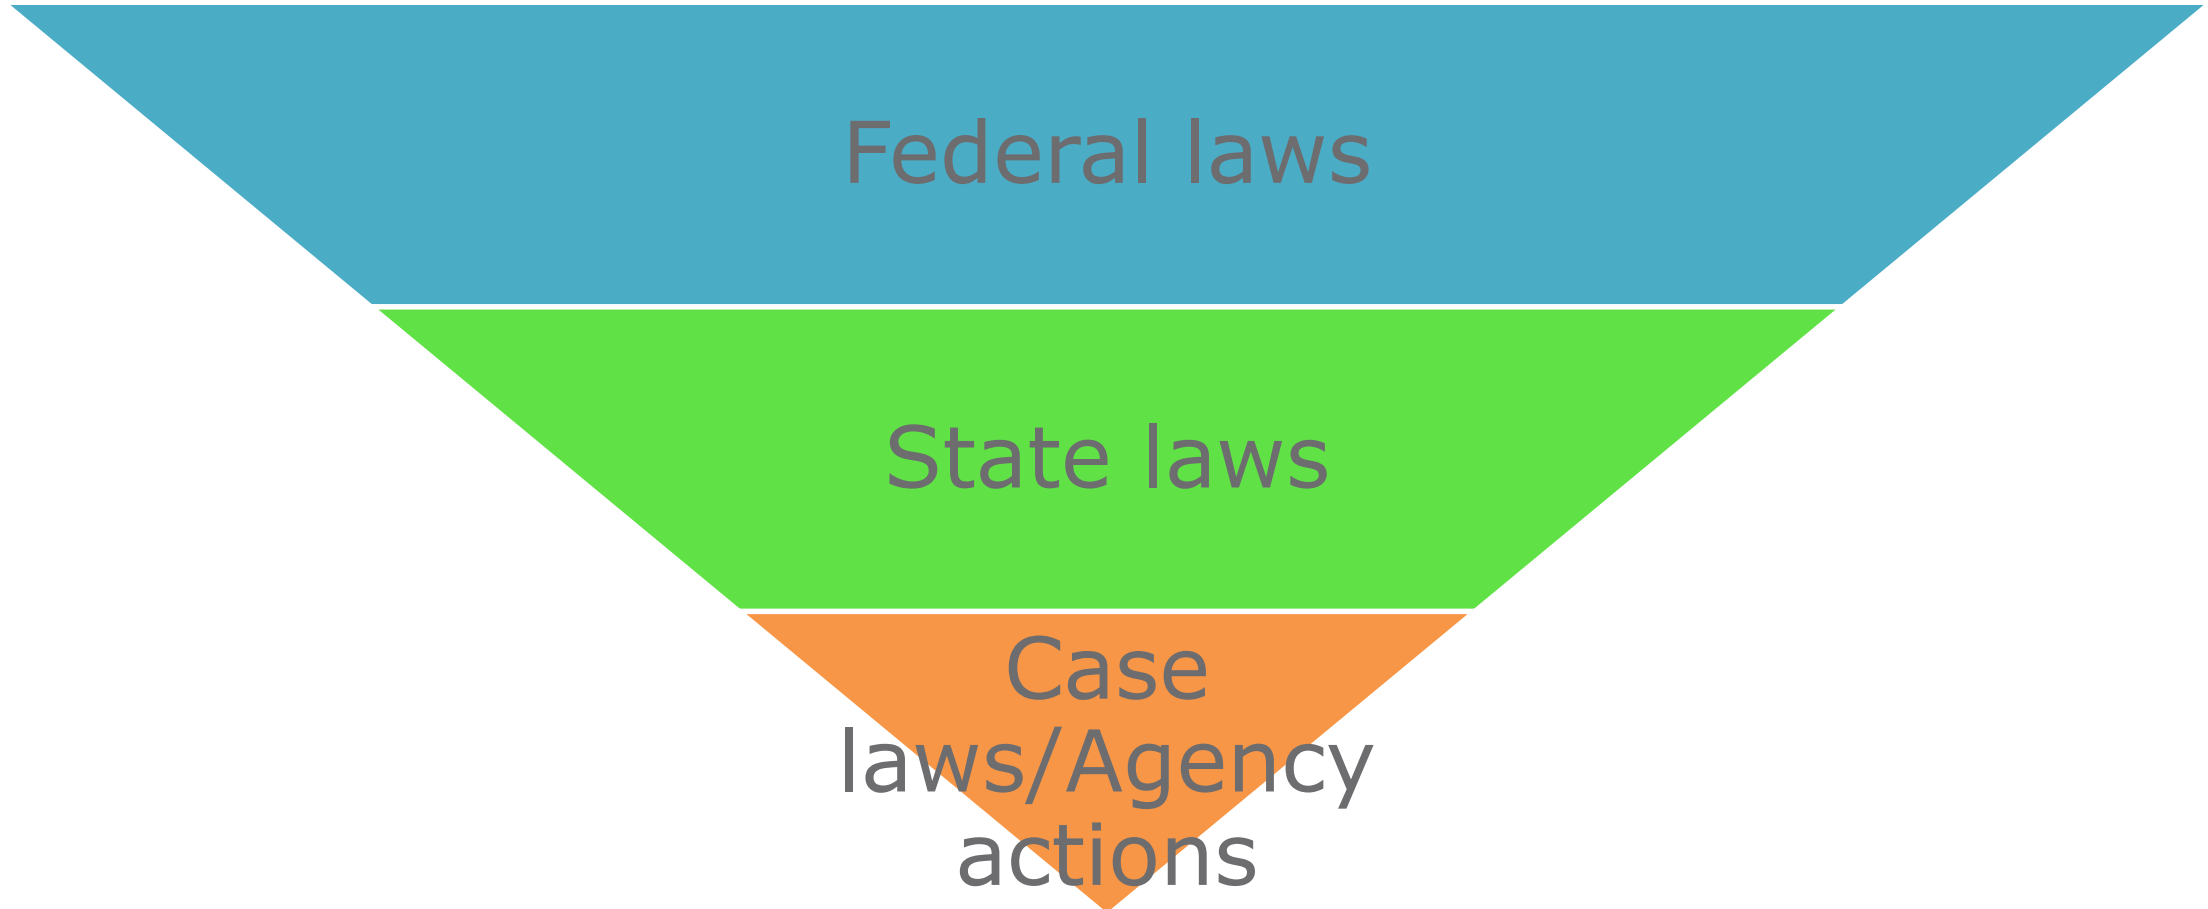 Federal laws
State laws
Case
laws/Agency
actions